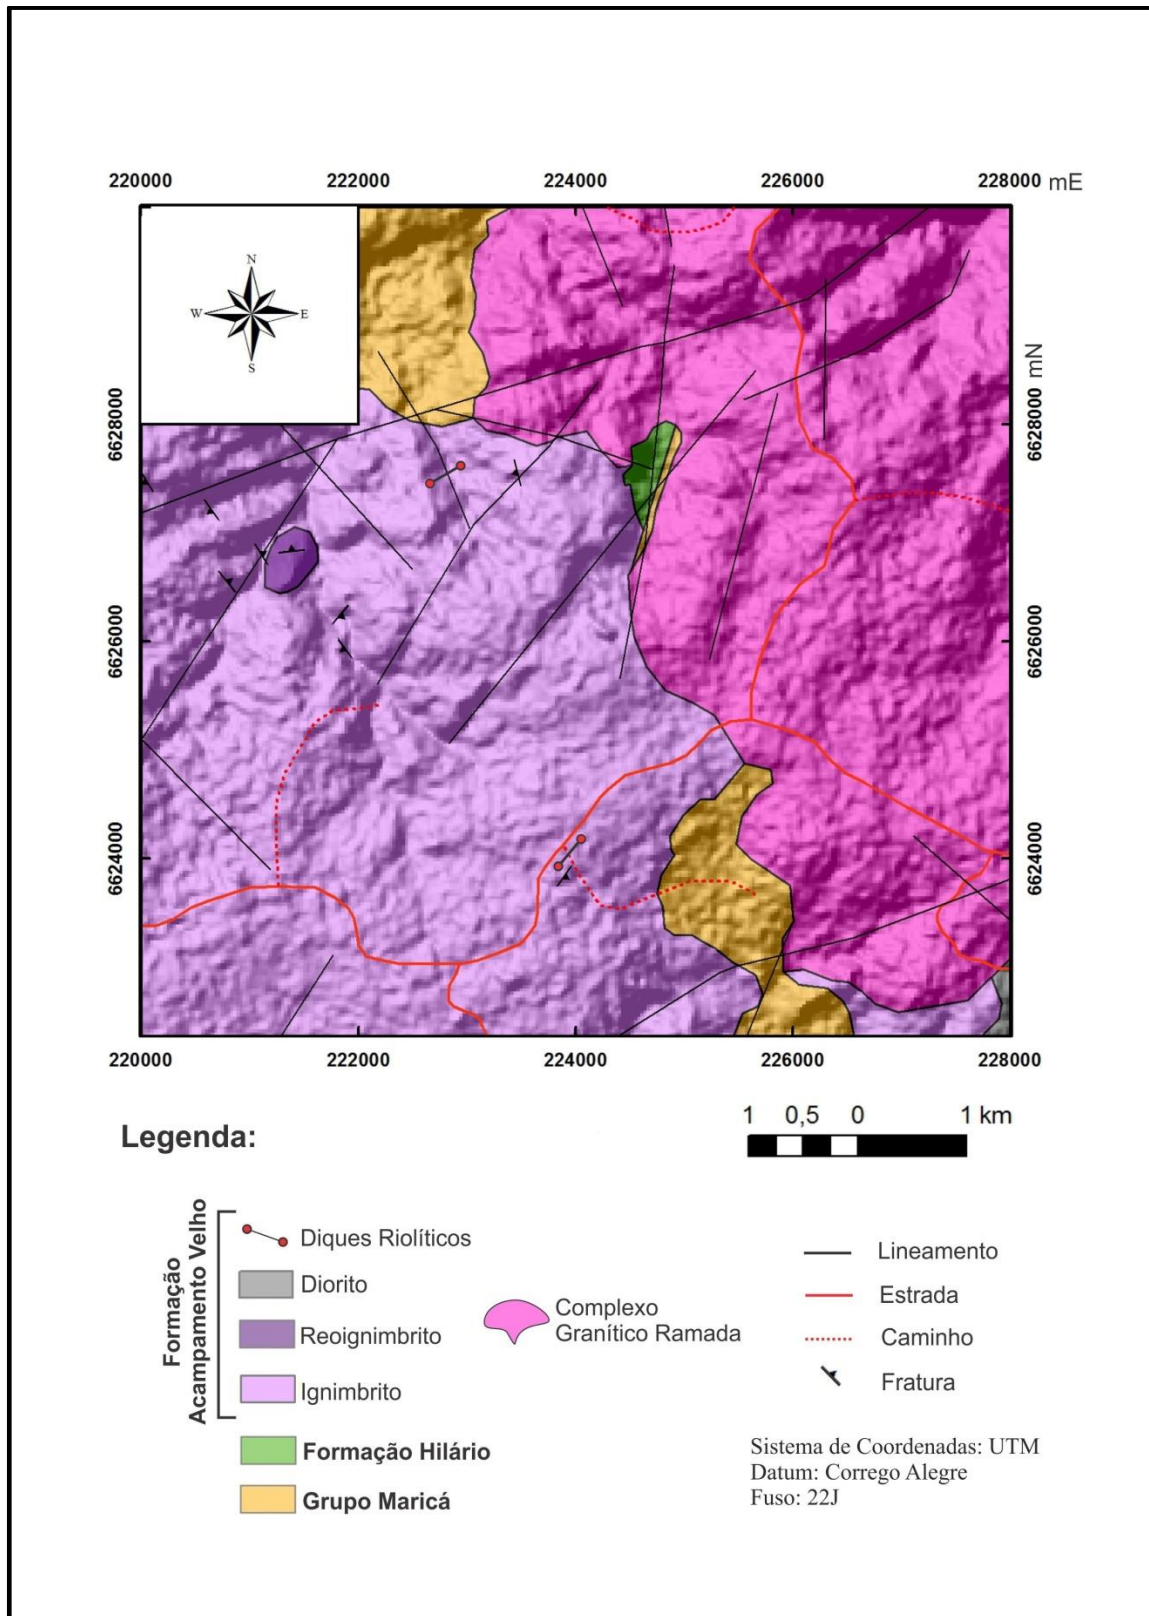 220000 222000 224000 226000 228000 mE
N
W E
S
6628000 6628000 mN
6626000 6626000
6624000 6624000
220000 222000 224000 226000 228000
1 0,5 0 1 km
Legenda:
Formação
Acampamento Velho
Diques Riolíticos
Diorito
Reoignimbrito
Ignimbrito
Formação Hilário
Grupo Maricá
Complexo
Granítico Ramada
Lineamento
Estrada
Caminho
Fratura
Sistema de Coordenadas: UTM
Datum: Corrego Alegre
Fuso: 22J